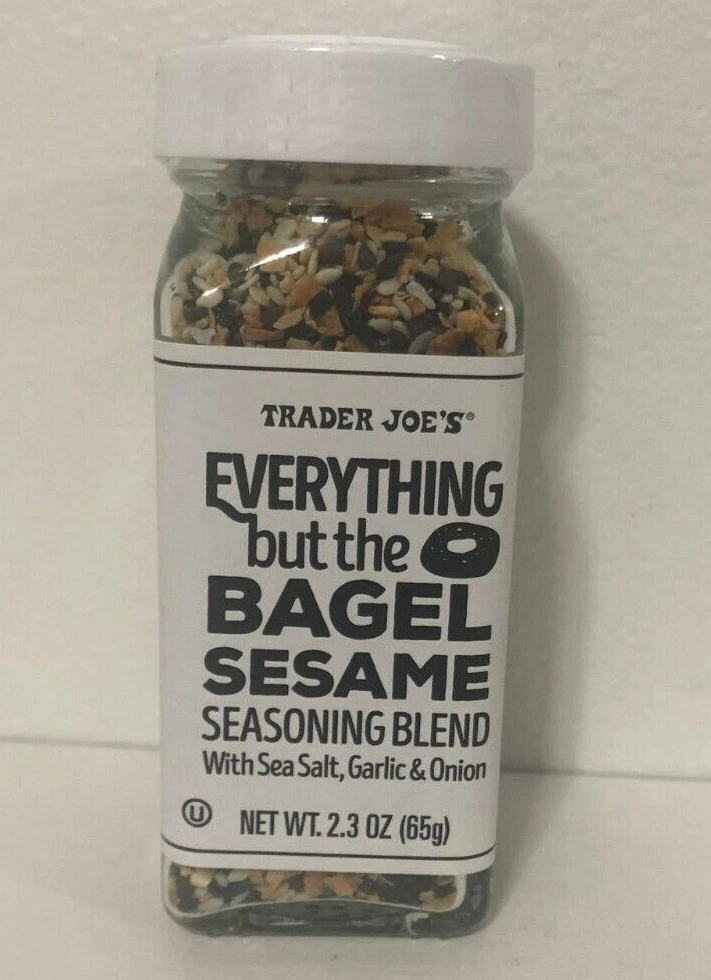 TRADER JOE'S®
EVERYTHING
but the
BAGEL
SESAME
SEASONING BLEND
With Sea Salt, Garlic & Onion
U NET WT. 2.3 OZ (65g)